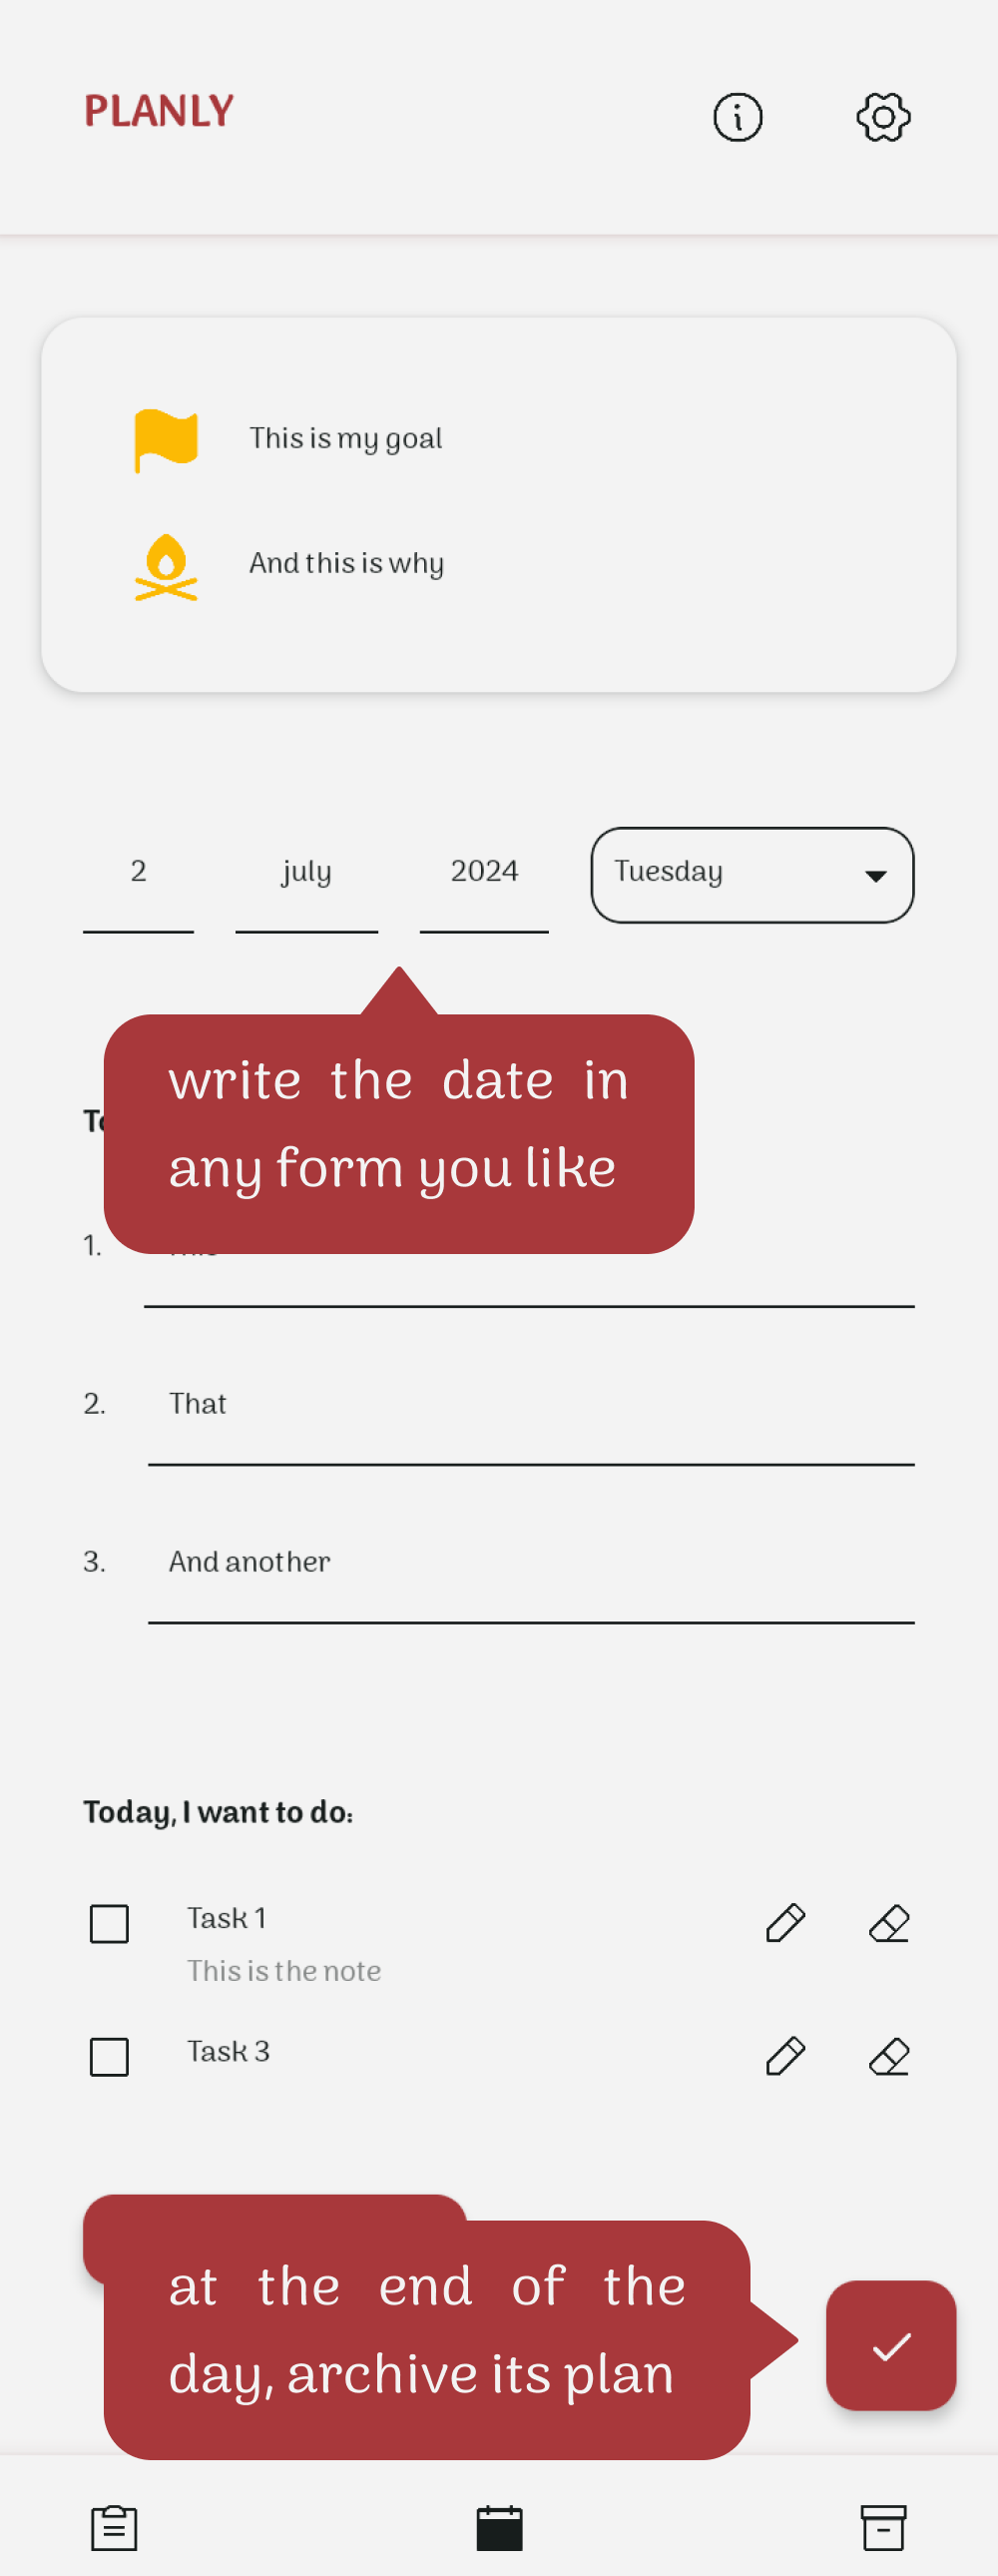 PLANLY
This is my goal
And this is why
2 july 2024 Tuesday
write the date in
any form you like
1.
2. That
3. And another
Today, I want to do:
Task 1
This is the note
Task 3
at the end of the
day, archive its plan